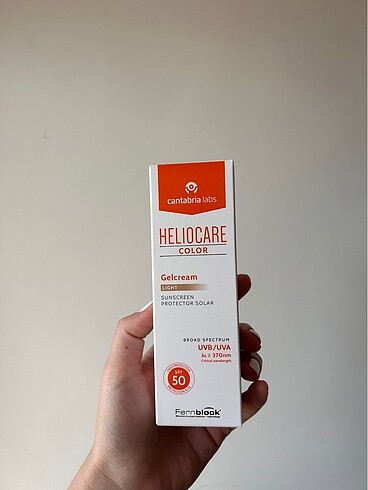 cantabria labs
HELIOCARE
COLOR
Gelcream
LIGHT
SUNSCREEN
PROTECTOR SOLAR
BROAD SPECTRUM
UVB/UVA
λc ≥ 370nm
Critical wavelength
SPF
50
Fernblock